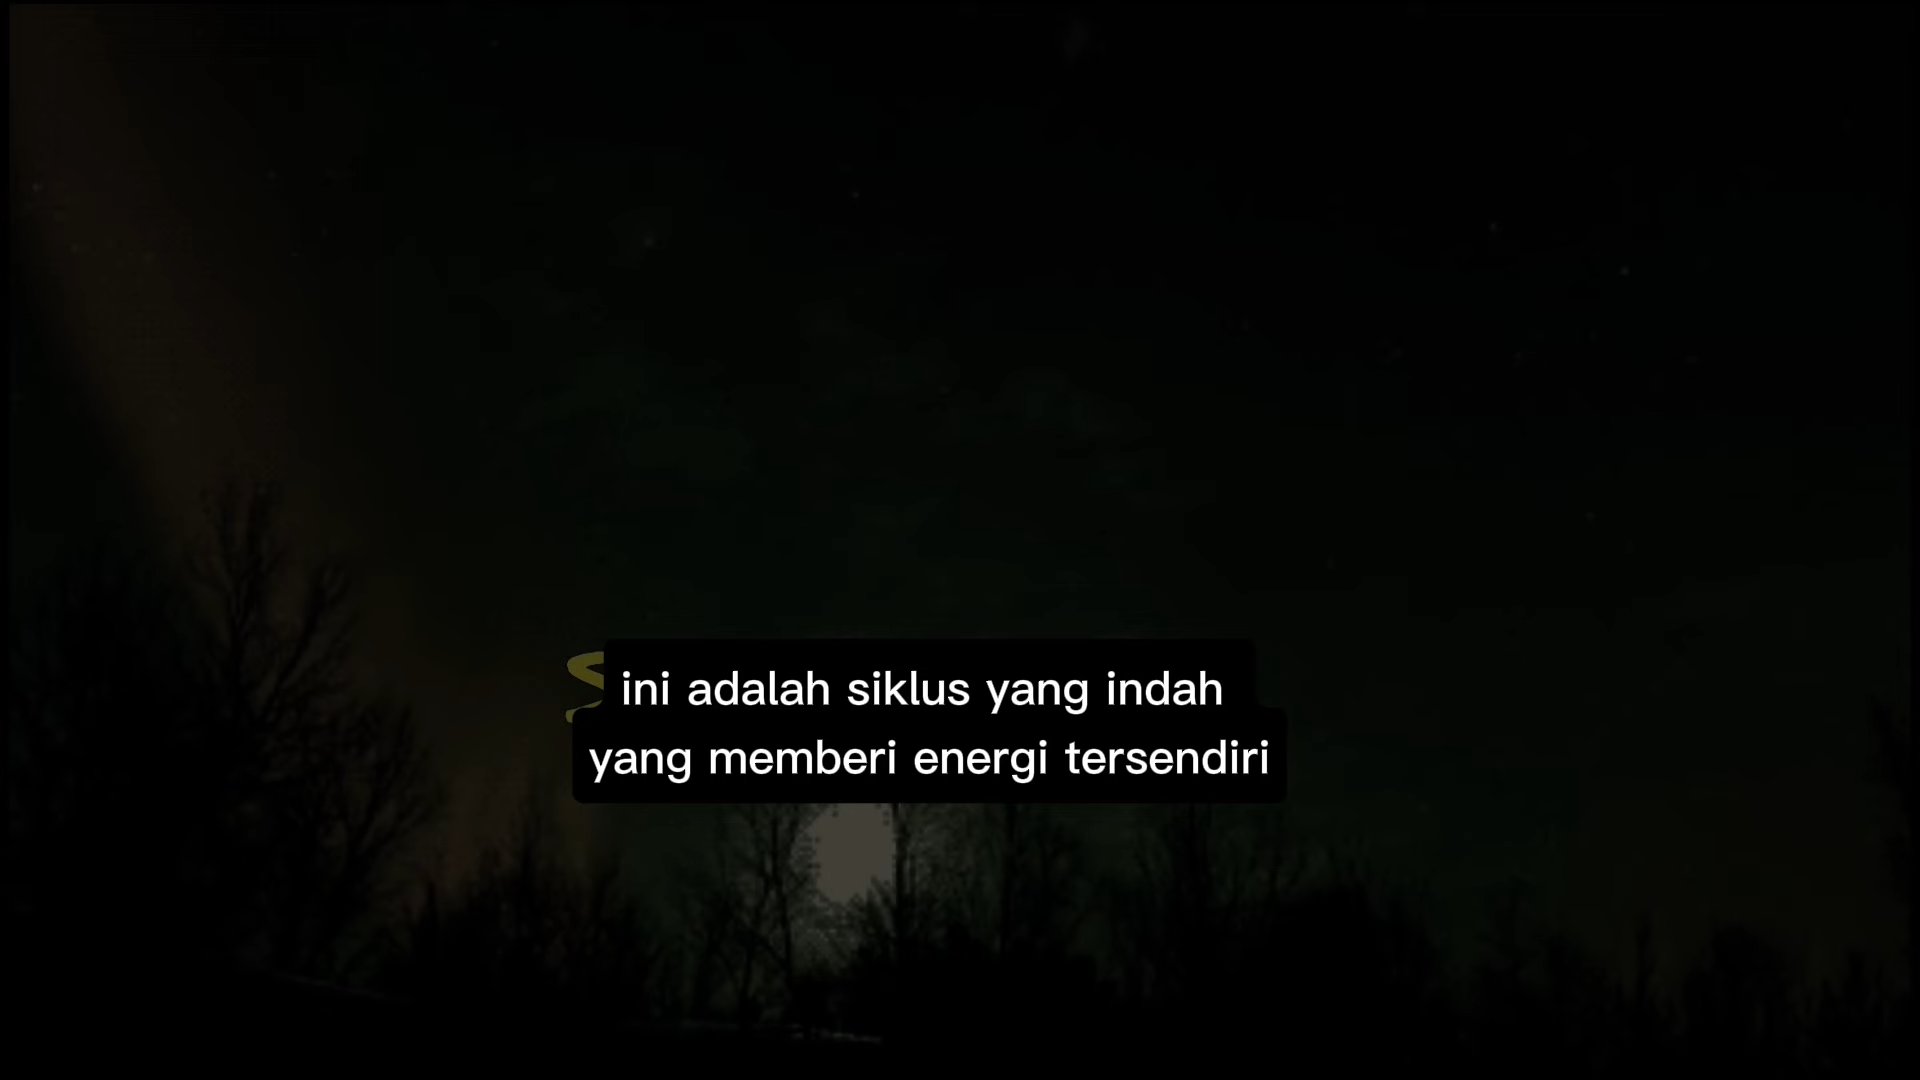 ini adalah siklus yang indah
yang memberi energi tersendiri